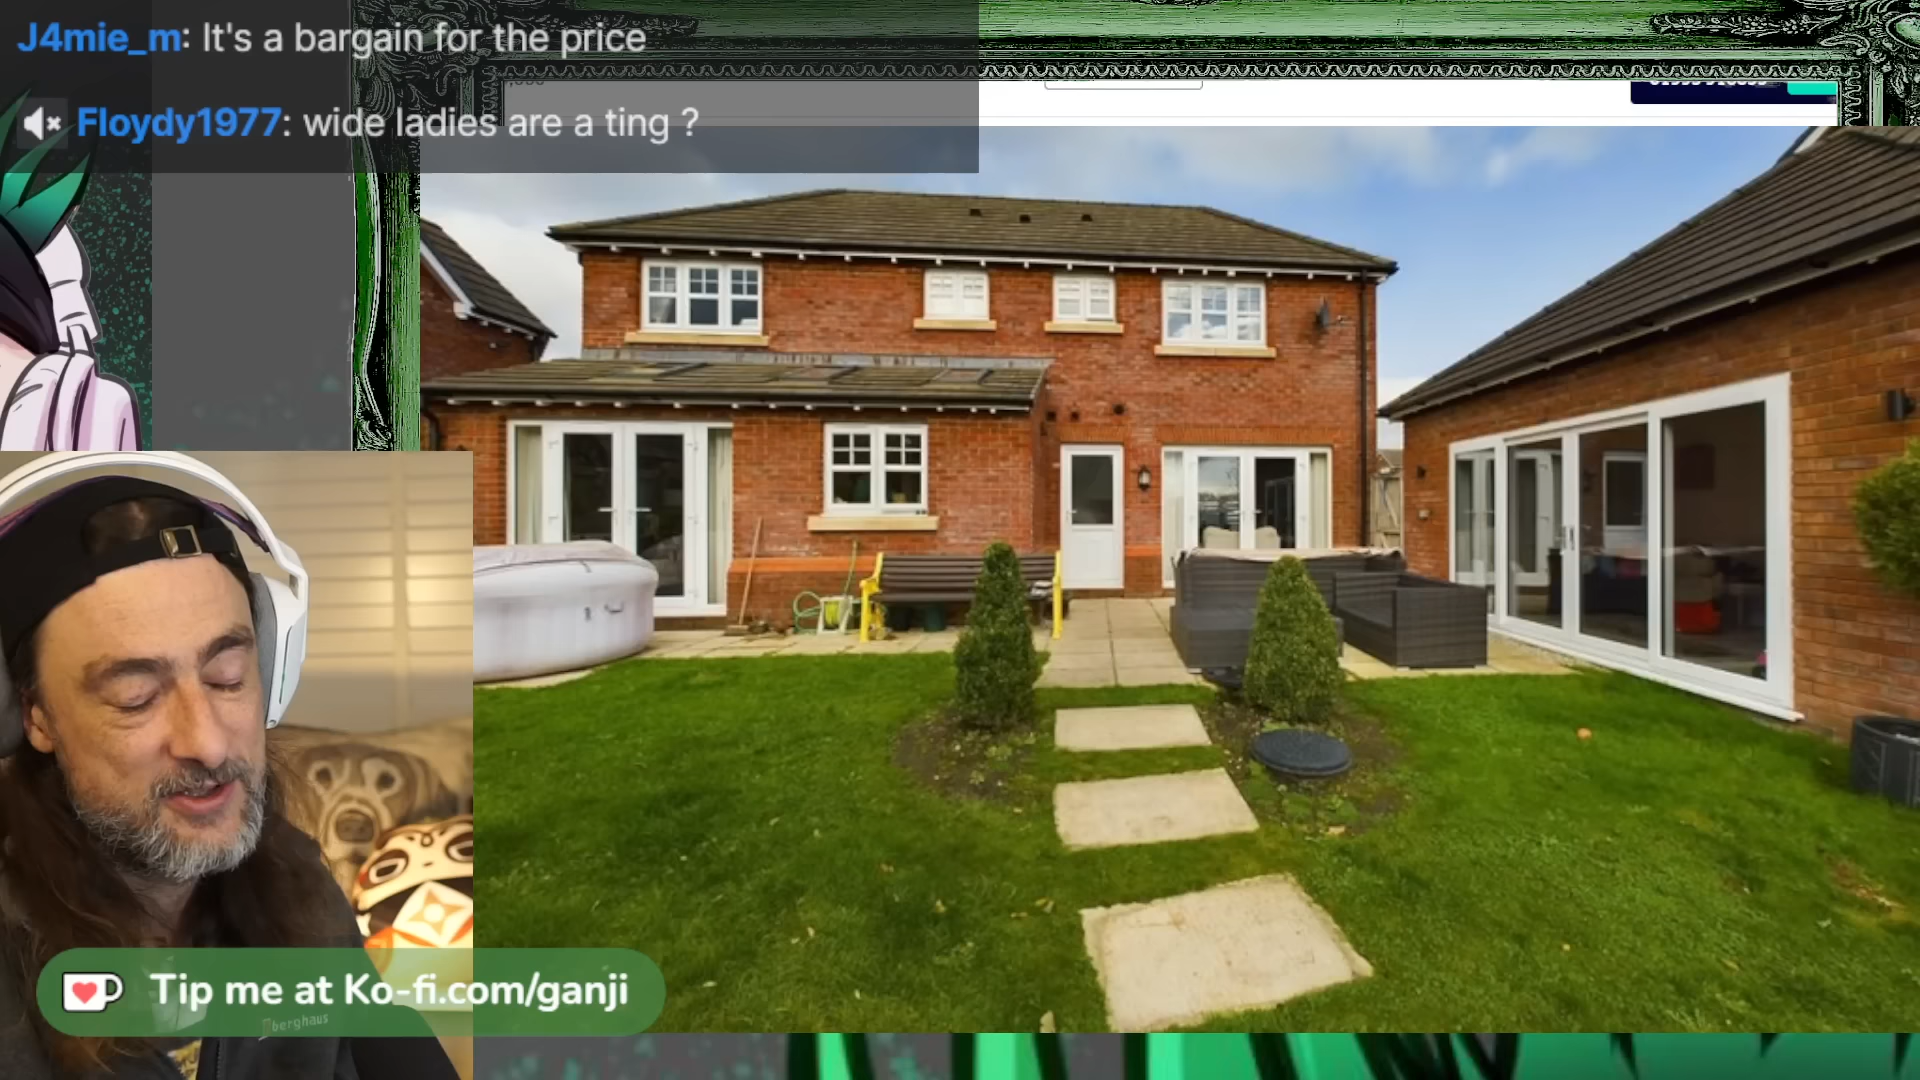 J4mie_m: It's a bargain for the price
Floydy1977: wide ladies are a ting ?
Tip me at Ko-fi.com/ganji
berghaus